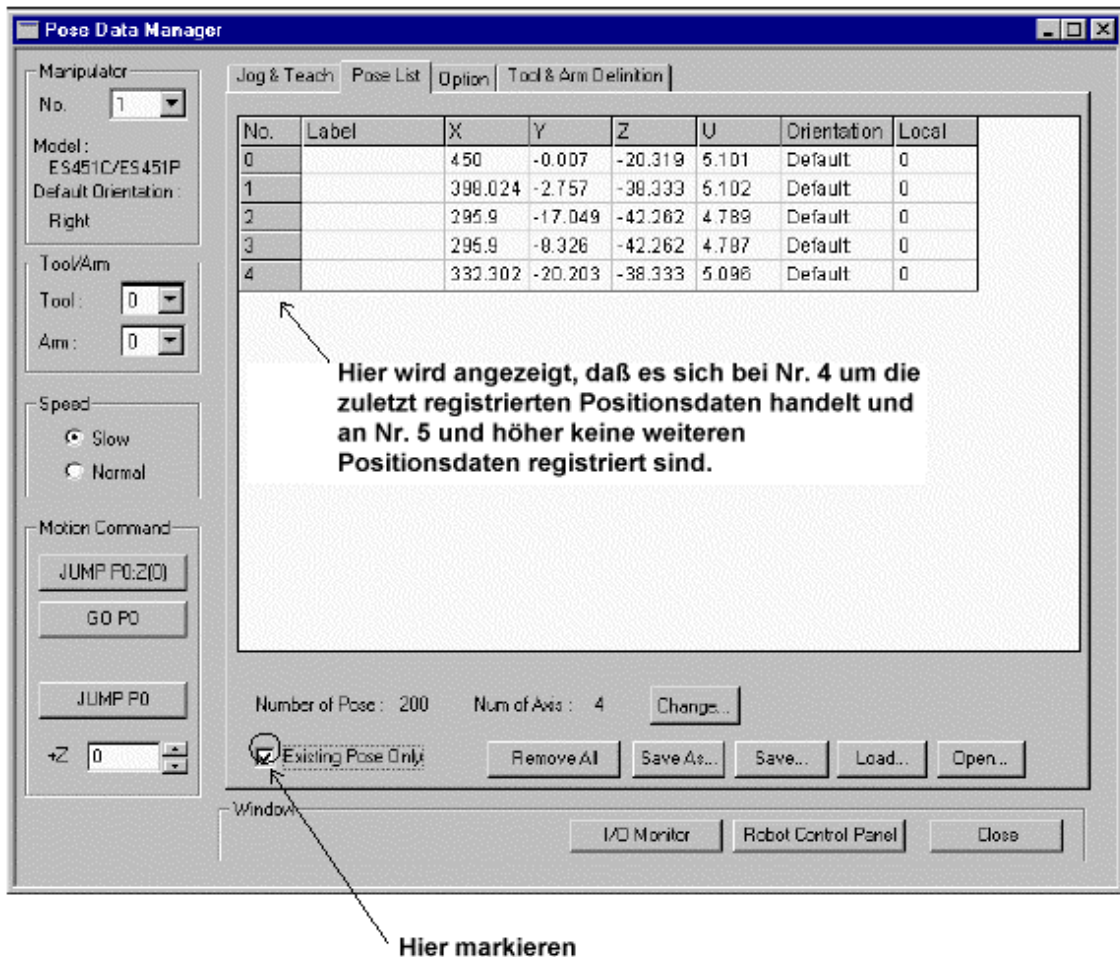 Pose Data Manager
Manipulator
No. 1
Model :
ES451C/ES451P
Default Orientation :
Right
Tool/Arm
Tool : 0
Arm : 0
Speed
Slow
Normal
Motion Command
JUMP P0:Z(0)
GO P0
JUMP P0
+Z 0
Jog & Teach Pose List Option Tool & Arm Definition
No. Label X Y Z U Orientation Local
0 450 -0.007 -20.319 5.101 Default 0
1 398.024 -2.757 -38.333 5.102 Default 0
2 295.9 -17.049 -42.262 4.789 Default 0
3 295.9 -8.326 -42.262 4.787 Default 0
4 332.302 -20.203 -38.333 5.096 Default 0
Hier wird angezeigt, daß es sich bei Nr. 4 um die
zuletzt registrierten Positionsdaten handelt und
an Nr. 5 und höher keine weiteren
Positionsdaten registriert sind.
Number of Pose : 200 Num of Axis : 4 Change...
Existing Pose Only Remove All Save As... Save... Load... Open...
Window
I/O Monitor Robot Control Panel Close
Hier markieren